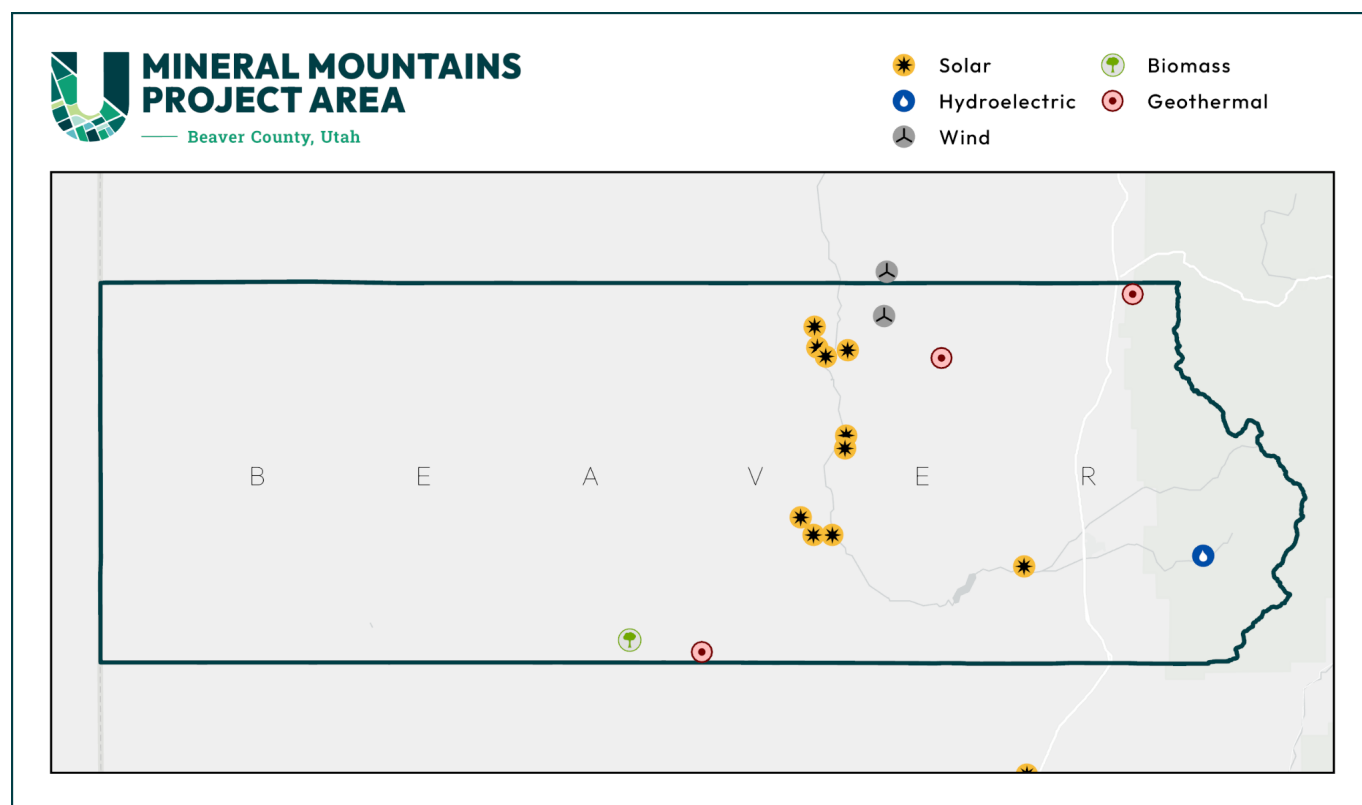 MINERAL MOUNTAINS
PROJECT AREA
Beaver County, Utah
Solar
Hydroelectric
Wind
Biomass
Geothermal
B E A V E R